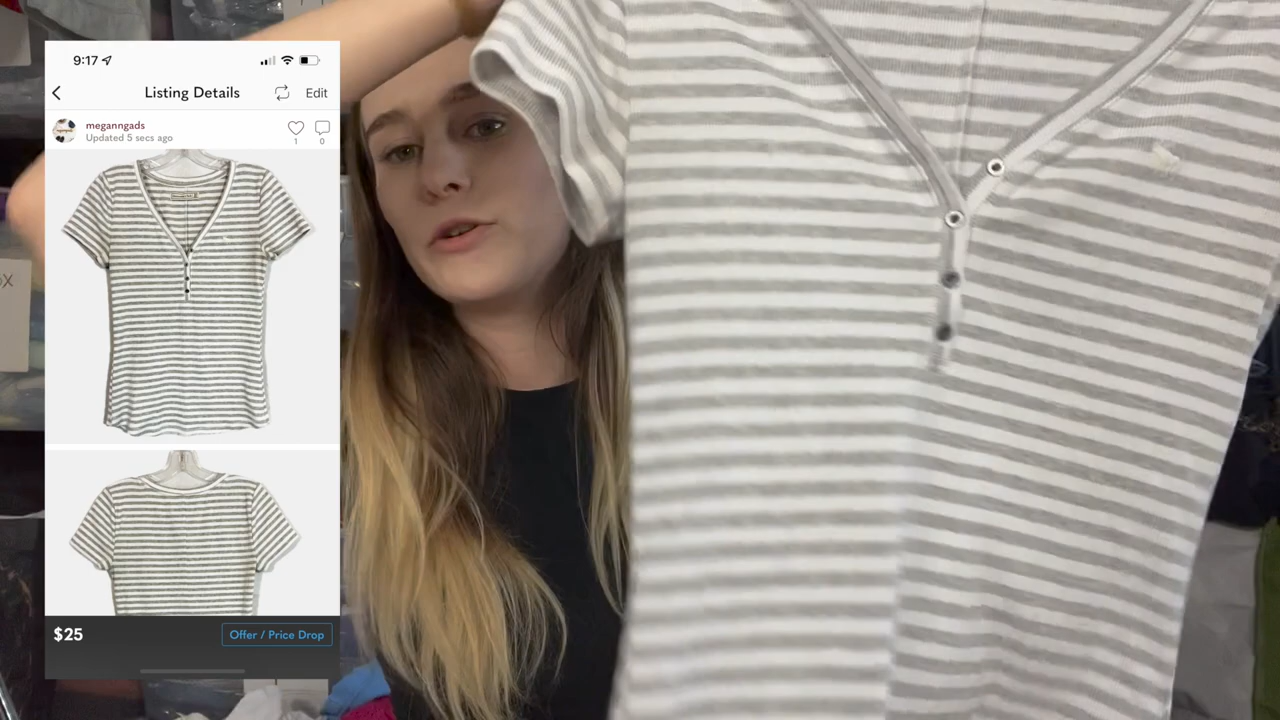 9:17
Listing Details
Edit
meganngads
Updated 5 secs ago
1
0
$25
Offer / Price Drop
X